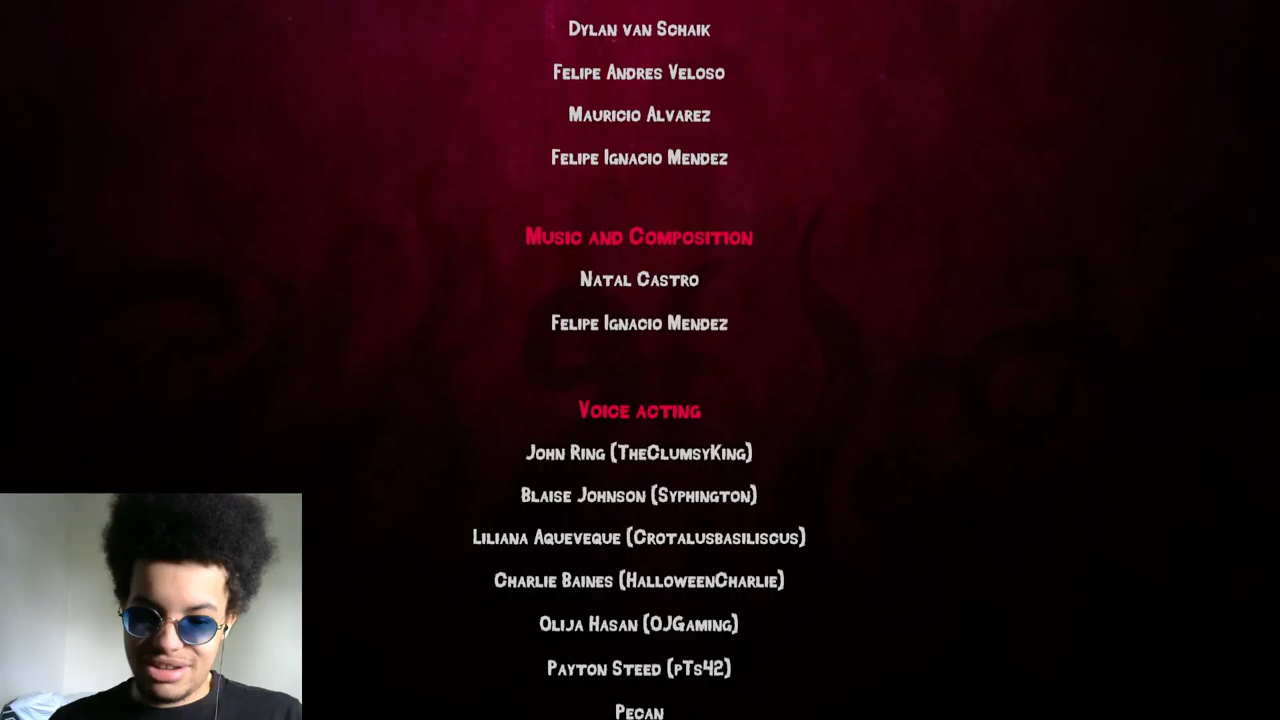 Dylan van Schaik
Felipe Andres Veloso
Mauricio Alvarez
Felipe Ignacio Mendez
Music and Composition
Natal Castro
Felipe Ignacio Mendez
Voice acting
John Ring (TheClumsyKing)
Blaise Johnson (Syphington)
Liliana Aqueveque (Crotalusbasiliscus)
Charlie Baines (HalloweenCharlie)
Olija Hasan (OJGaming)
Payton Steed (pTs42)
Pecan